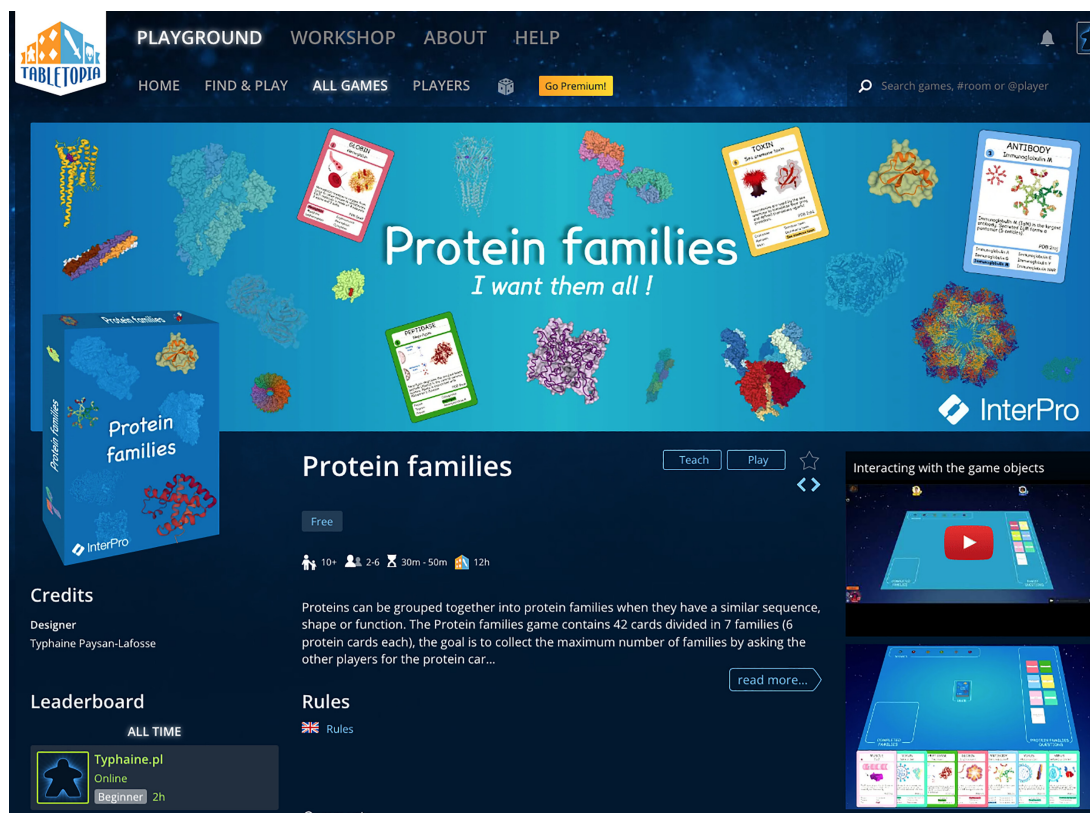 PLAYGROUND WORKSHOP ABOUT HELP
TABLETOPIA
HOME FIND & PLAY ALL GAMES PLAYERS Go Premium! Search games, #room or @player
GLOBIN
TOXIN
ANTIBODY
Immunoglobulin M
Protein families
I want them all !
PEPTIDASE
InterPro
Protein families
Protein families
Protein
families
InterPro
Protein families
Teach Play
Free
10+ 2-6 30m - 50m 12h
Proteins can be grouped together into protein families when they have a similar sequence,
shape or function. The Protein families game contains 42 cards divided in 7 families (6
protein cards each), the goal is to collect the maximum number of families by asking the
other players for the protein car...
read more...
Rules
Rules
Credits
Designer
Typhaine Paysan-Lafosse
Leaderboard
ALL TIME
Typhaine.pl
Online
Beginner 2h
Interacting with the game objects